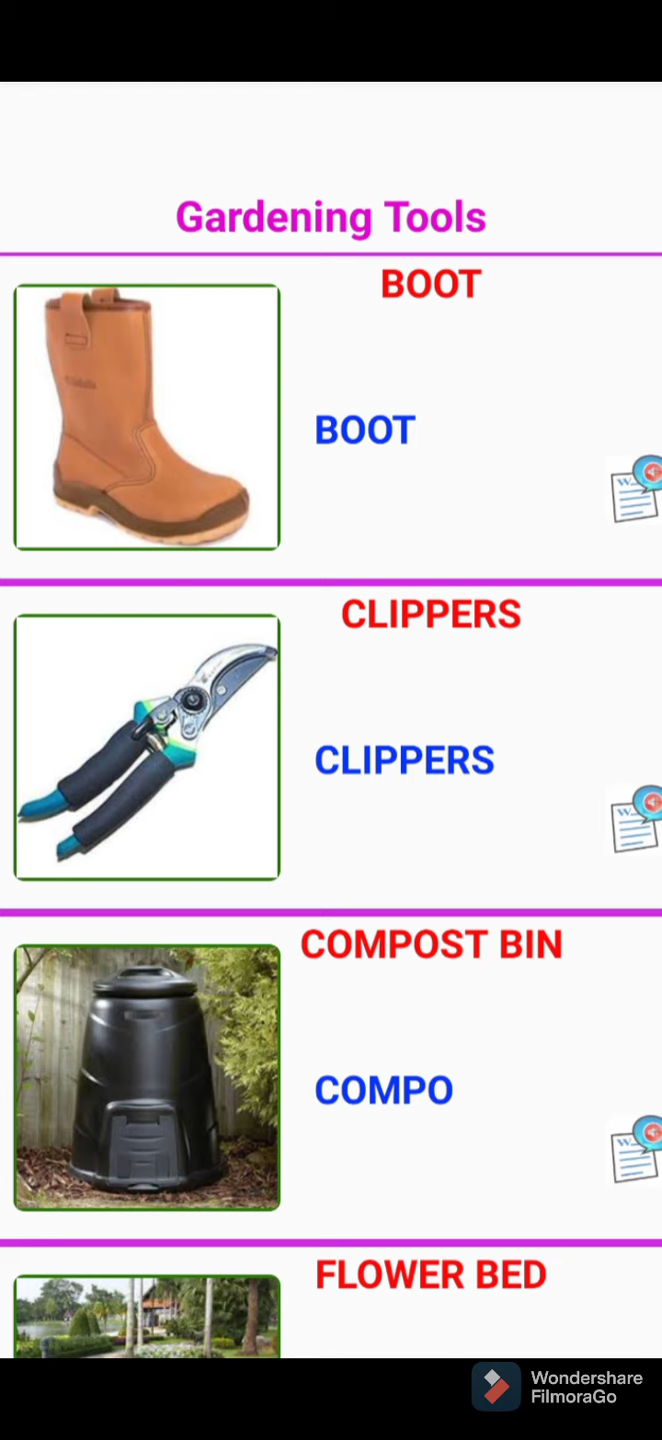 Gardening Tools
BOOT
BOOT
CLIPPERS
CLIPPERS
COMPOST BIN
COMPO
FLOWER BED
Wondershare
FilmoraGo